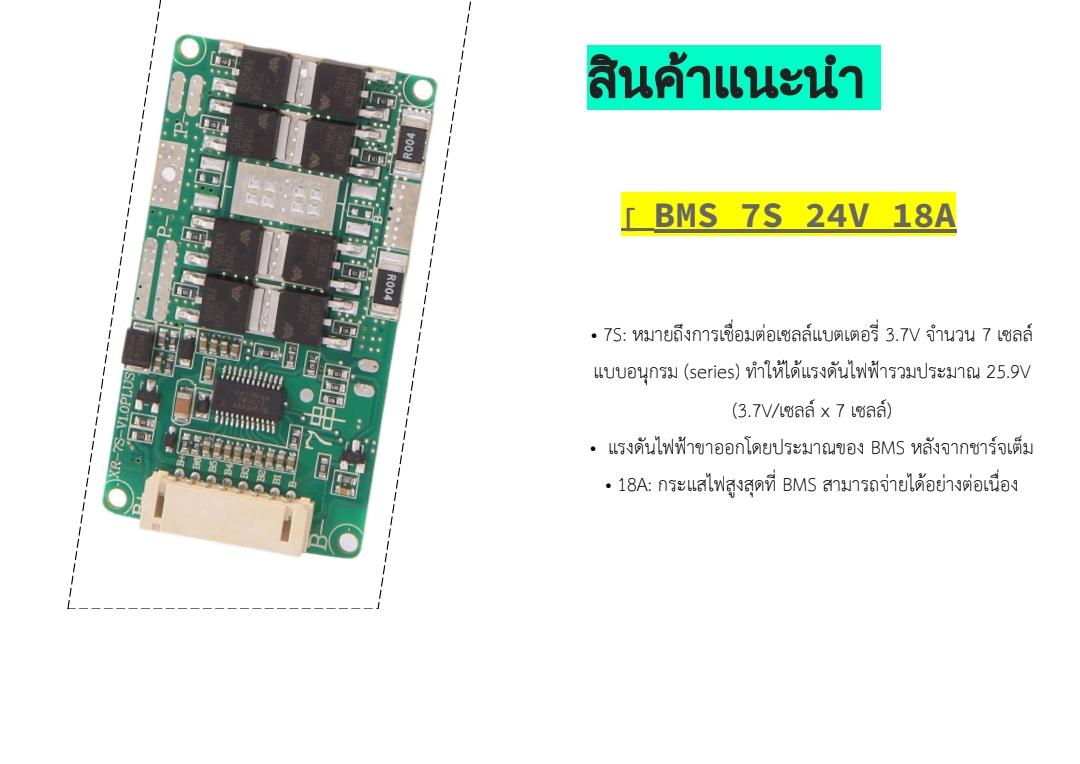 สินค้าแนะนำ
BMS 7S 24V 18A
• 7S: หมายถึงการเชื่อมต่อเซลล์แบตเตอรี่ 3.7V จำนวน 7 เซลล์
แบบอนุกรม (series) ทำให้ได้แรงดันไฟฟ้ารวมประมาณ 25.9V
(3.7V/เซลล์ x 7 เซลล์)
• แรงดันไฟฟ้าขาออกโดยประมาณของ BMS หลังจากชาร์จเต็ม
• 18A: กระแสไฟสูงสุดที่ BMS สามารถจ่ายได้อย่างต่อเนื่อง
P-
R004
B-
P-
R004
XR-7S-V1.0PLUS
7串
B+ B6 B5 B4 B3 B2 B1 B-
B-